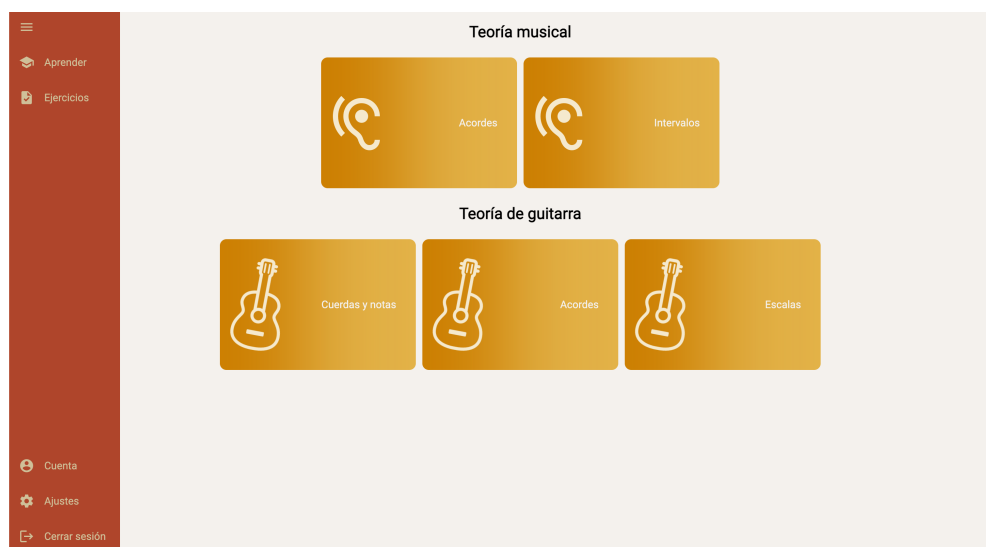 Aprender
Ejercicios
Teoría musical
Acordes
Intervalos
Teoría de guitarra
Cuerdas y notas
Acordes
Escalas
Cuenta
Ajustes
Cerrar sesión